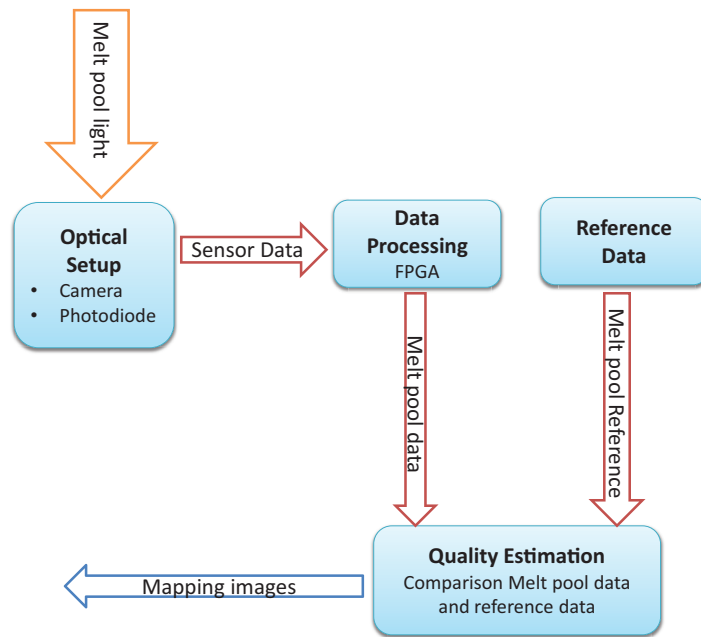 Melt pool light
Optical
Setup
• Camera
• Photodiode
Sensor Data
Data
Processing
FPGA
Reference
Data
Melt pool data
Melt pool Reference
Quality Estimation
Comparison Melt pool data
and reference data
Mapping images